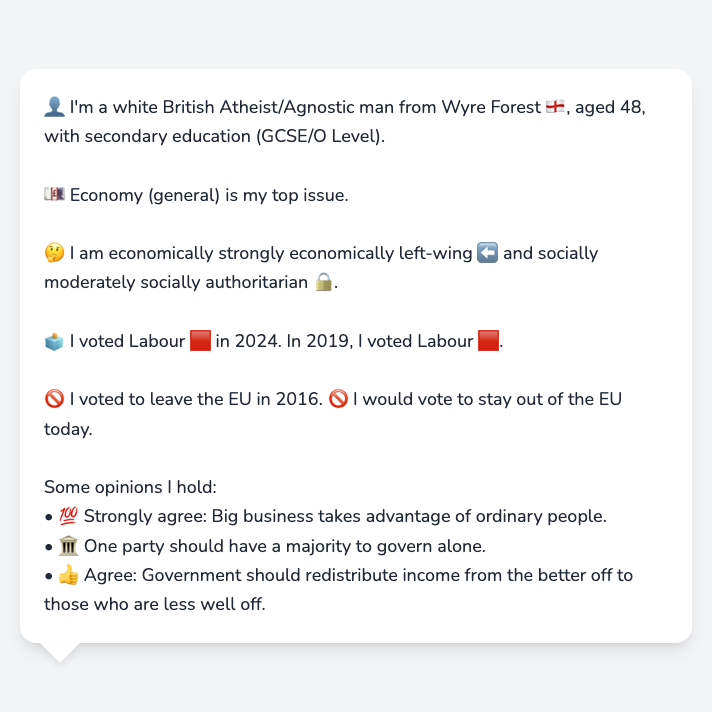 👤 I'm a white British Atheist/Agnostic man from Wyre Forest 🏴󠁧󠁢󠁥󠁮󠁧󠁿, aged 48,
with secondary education (GCSE/O Level).
💷 Economy (general) is my top issue.
🤔 I am economically strongly economically left-wing ⬅️ and socially
moderately socially authoritarian 🔒.
🗳️ I voted Labour 🟥 in 2024. In 2019, I voted Labour 🟥.
🚫 I voted to leave the EU in 2016. 🚫 I would vote to stay out of the EU
today.
Some opinions I hold:
• 💯 Strongly agree: Big business takes advantage of ordinary people.
• 🏛️ One party should have a majority to govern alone.
• 👍 Agree: Government should redistribute income from the better off to
those who are less well off.